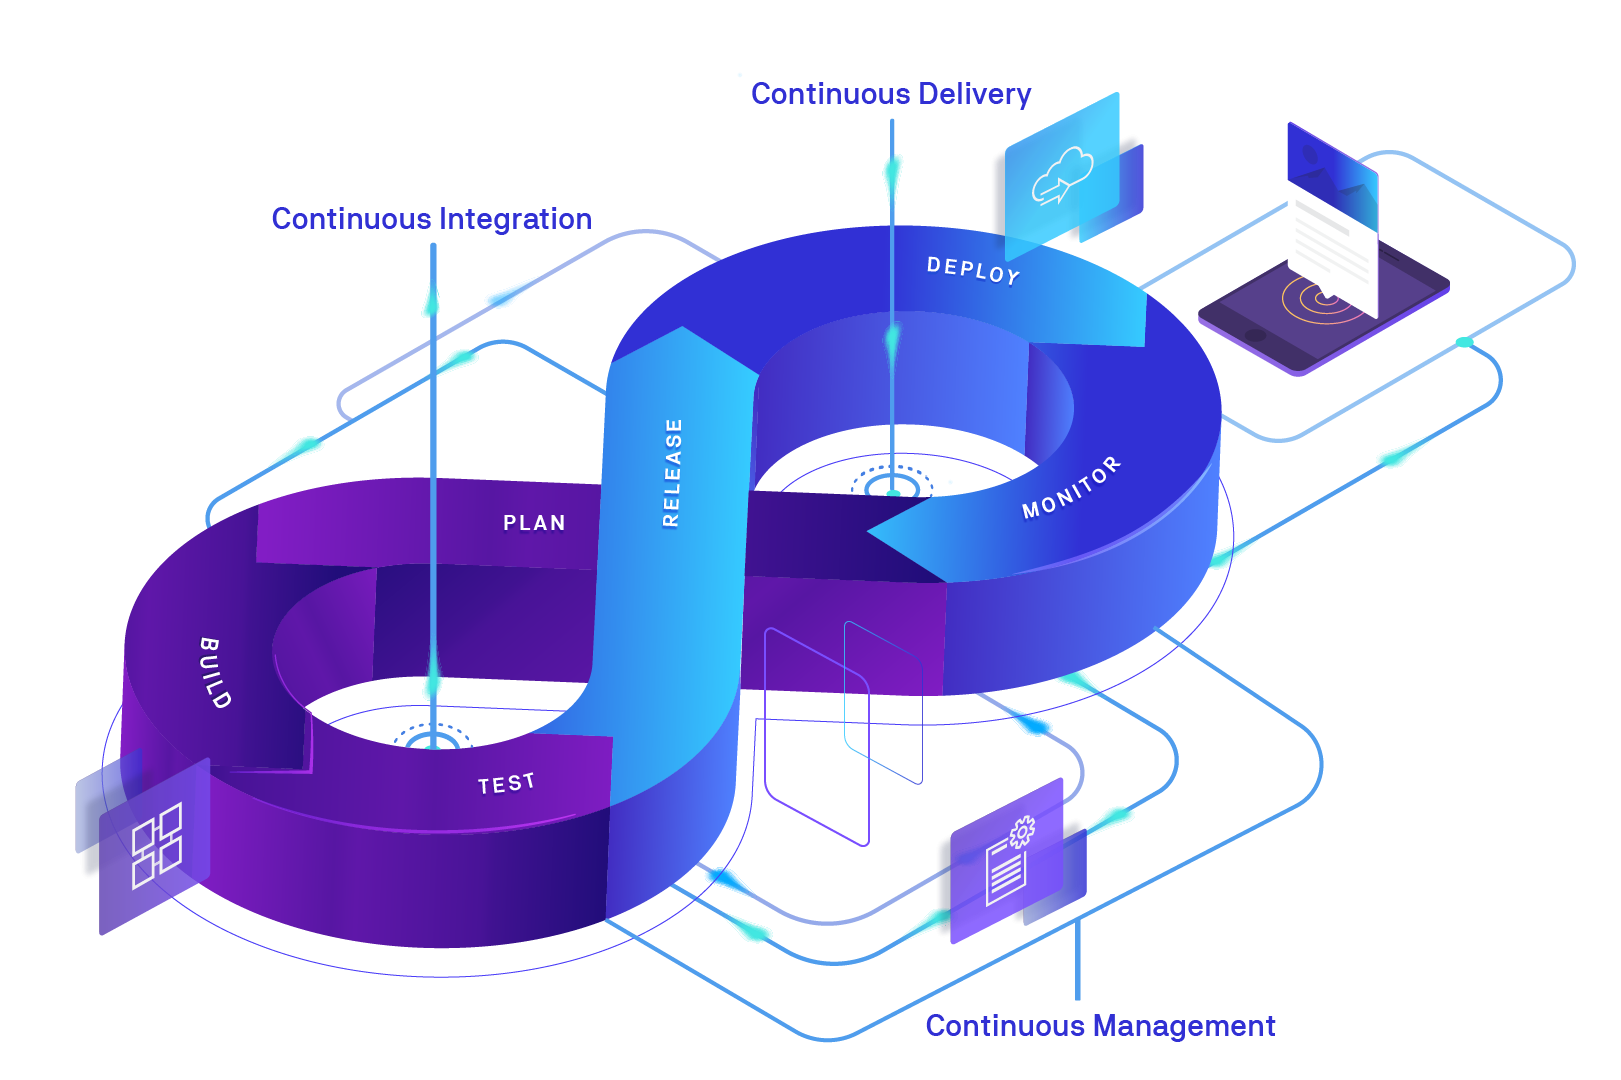 Continuous Delivery
Continuous Integration
DEPLOY
RELEASE
MONITOR
PLAN
BUILD
TEST
Continuous Management